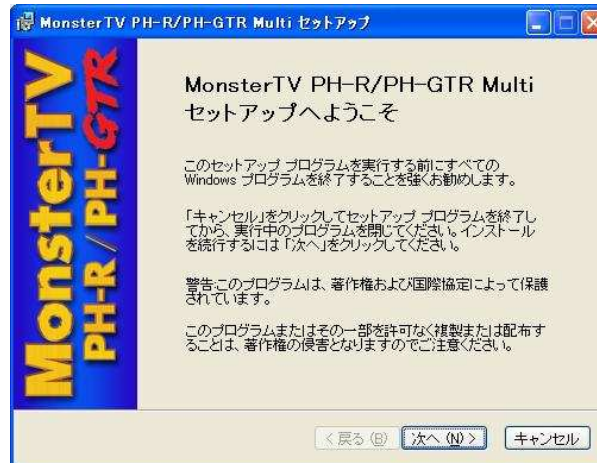 MonsterTV PH-R/PH-GTR Multi セットアップ
MonsterTV
PH-R/PH-GTR
MonsterTV PH-R/PH-GTR Multi
セットアップへようこそ
このセットアップ プログラムを実行する前にすべての
Windows プログラムを終了することを強くお勧めします。
「キャンセル」をクリックしてセットアップ プログラムを終了し
てから、実行中のプログラムを閉じてください。インストール
を続行するには「次へ」をクリックしてください。
警告:このプログラムは、著作権および国際協定によって保護
されています。
このプログラムまたはその一部を許可なく複製または配布す
ることは、著作権の侵害となりますのでご注意ください。
< 戻る (B)
次へ (N) >
キャンセル